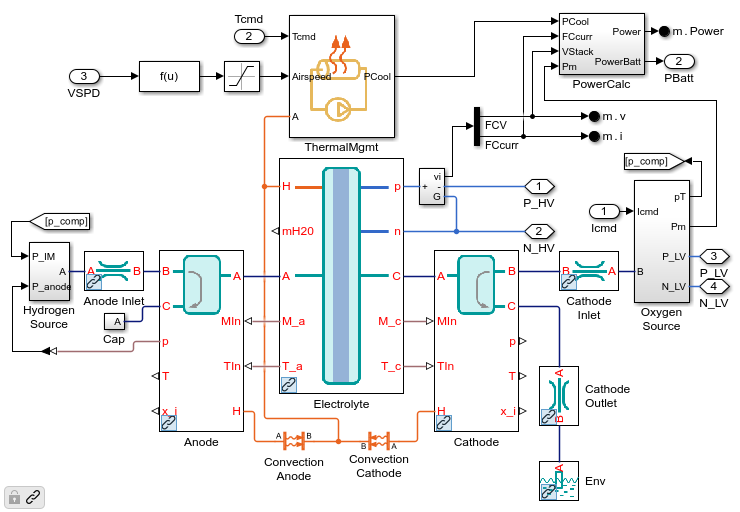 Tcmd
2
Tcmd
3
VSPD
f(u)
Airspeed
PCool
A
ThermalMgmt
PCool
FCcurr
VStack
Pm
Power
PowerBatt
PowerCalc
m.Power
2
PBatt
FCV
FCcurr
m.v
m.i
[p_comp]
H
mH20
A
M_a
T_a
p
n
C
M_c
T_c
Electrolyte
vi
+
-
G
1
P_HV
2
N_HV
1
Icmd
Icmd
pT
Pm
P_LV
N_LV
B
Oxygen
Source
3
P_LV
4
N_LV
[p_comp]
P_IM
A
P_anode
Hydrogen
Source
A
B
Anode Inlet
A
Cap
B
C
p
T
x_i
A
MIn
TIn
H
Anode
A
MIn
TIn
H
B
C
p
T
x_i
Cathode
B
A
Cathode
Inlet
A
B
Cathode
Outlet
A
Env
A
B
Convection
Anode
B
A
Convection
Cathode